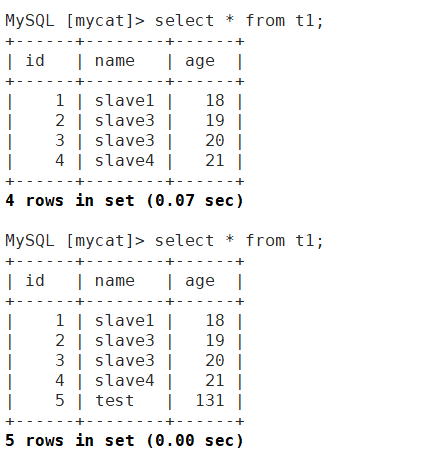 MySQL [mycat]> select * from t1;
+------+--------+------+
| id   | name   | age  |
+------+--------+------+
|    1 | slave1 |   18 |
|    2 | slave3 |   19 |
|    3 | slave3 |   20 |
|    4 | slave4 |   21 |
+------+--------+------+
4 rows in set (0.07 sec)

MySQL [mycat]> select * from t1;
+------+--------+------+
| id   | name   | age  |
+------+--------+------+
|    1 | slave1 |   18 |
|    2 | slave3 |   19 |
|    3 | slave3 |   20 |
|    4 | slave4 |   21 |
|    5 | test   |  131 |
+------+--------+------+
5 rows in set (0.00 sec)